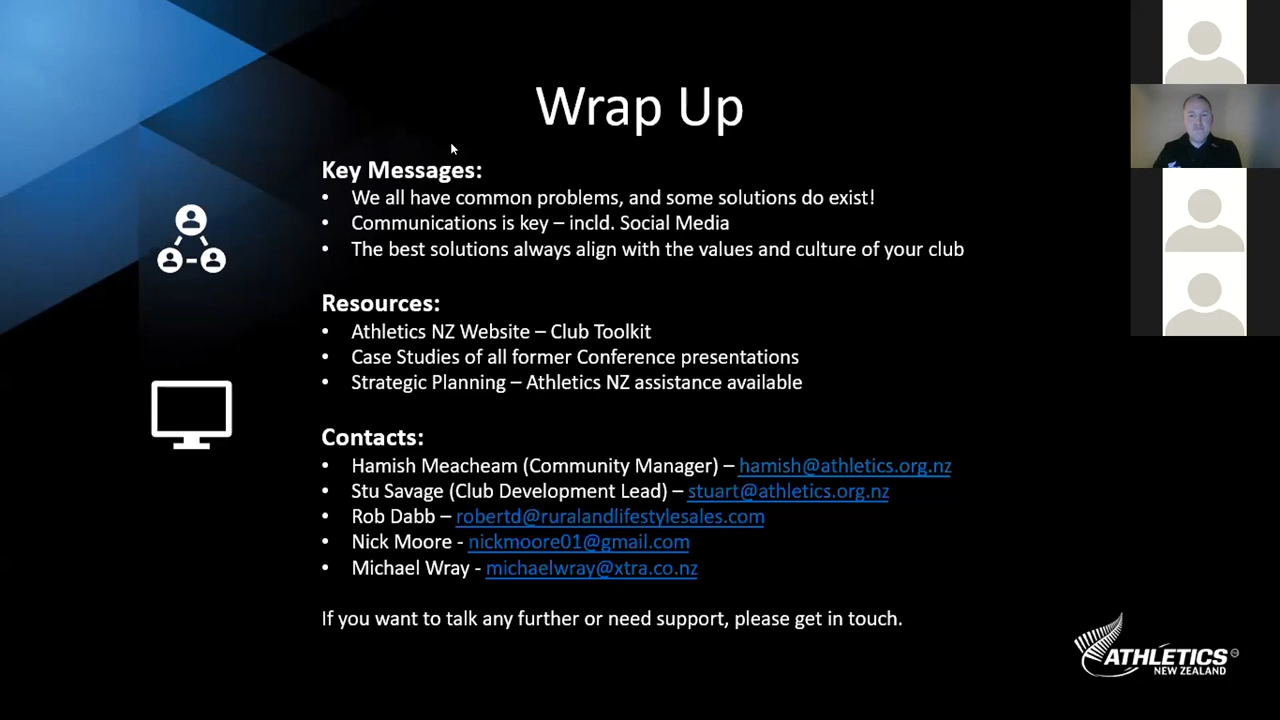 Wrap Up
Key Messages:
• We all have common problems, and some solutions do exist!
• Communications is key – incld. Social Media
• The best solutions always align with the values and culture of your club
Resources:
• Athletics NZ Website – Club Toolkit
• Case Studies of all former Conference presentations
• Strategic Planning – Athletics NZ assistance available
Contacts:
• Hamish Meacheam (Community Manager) – hamish@athletics.org.nz
• Stu Savage (Club Development Lead) – stuart@athletics.org.nz
• Rob Dabb – robertd@ruralandlifestylesales.com
• Nick Moore - nickmoore01@gmail.com
• Michael Wray - michaelwray@xtra.co.nz
If you want to talk any further or need support, please get in touch.
ATHLETICS
NEW ZEALAND